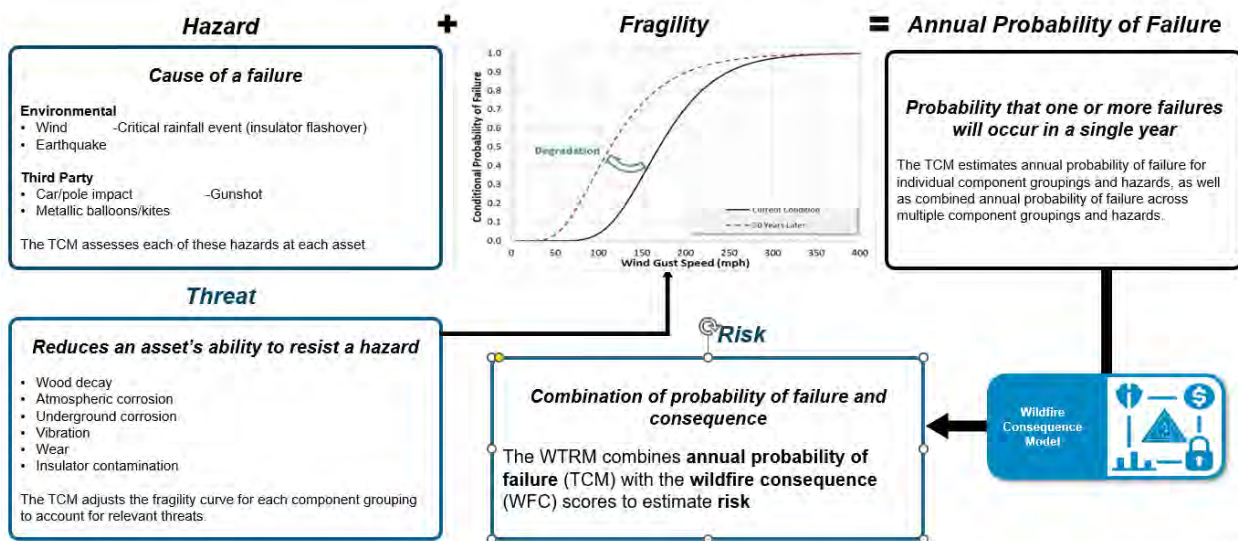 Hazard
+
Fragility
=
Annual Probability of Failure
Cause of a failure
Environmental
• Wind -Critical rainfall event (insulator flashover)
• Earthquake
Third Party
• Car/pole impact -Gunshot
• Metallic balloons/kites
The TCM assesses each of these hazards at each asset
Conditional Probability of Failure
1.0
0.9
0.8
0.7
0.6
0.5
0.4
0.3
0.2
0.1
0.0
Degradation
Current Condition
Years Later
0 50 100 150 200 250 300 350 400
Wind Gust Speed (mph)
Probability that one or more failures
will occur in a single year
The TCM estimates annual probability of failure for
individual component groupings and hazards, as well
as combined annual probability of failure across
multiple component groupings and hazards.
Threat
Reduces an asset's ability to resist a hazard
• Wood decay
• Atmospheric corrosion
• Underground corrosion
• Vibration
• Wear
• Insulator contamination
The TCM adjusts the fragility curve for each component grouping
to account for relevant threats
Risk
Combination of probability of failure and
consequence
The WTRM combines annual probability of
failure (TCM) with the wildfire consequence
(WFC) scores to estimate risk
Wildfire
Consequence
Model
$